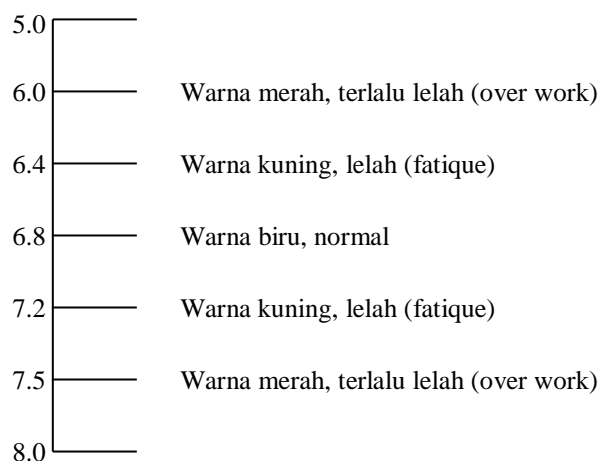 5.0
6.0 Warna merah, terlalu lelah (over work)
6.4 Warna kuning, lelah (fatique)
6.8 Warna biru, normal
7.2 Warna kuning, lelah (fatique)
7.5 Warna merah, terlalu lelah (over work)
8.0